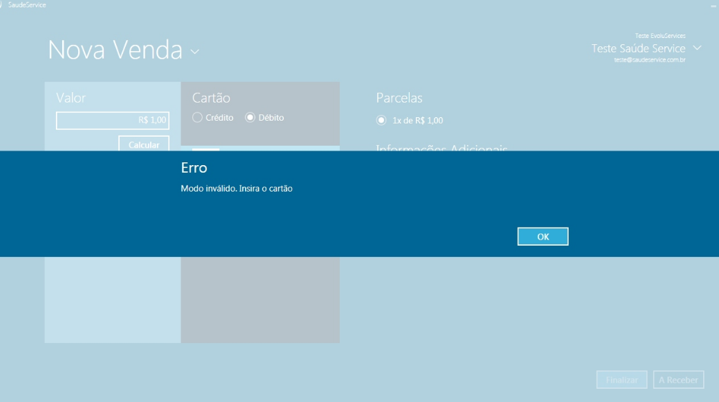 SaudeService
Nova Venda
Teste Evol4Services
Teste Saúde Service
teste@saudeservice.com.br
Valor
Cartão
Parcelas
R$ 1,00
Crédito
Débito
1x de R$ 1,00
Calcular
Informações Adicionais
Erro
Modo inválido. Insira o cartão
OK
Finalizar
A Receber